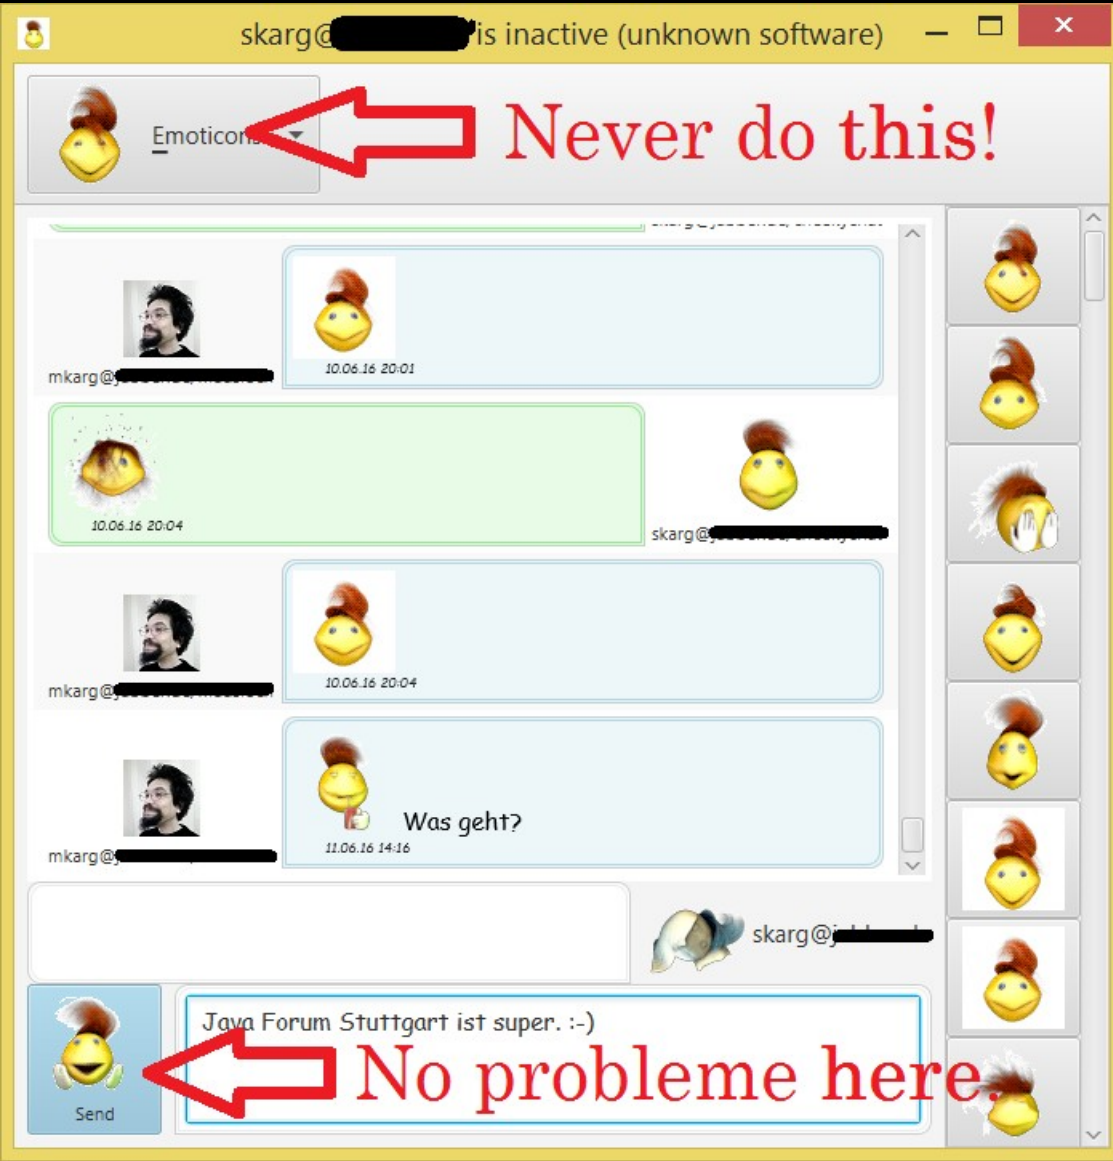 skarg@ is inactive (unknown software)
Emoticons
Never do this!
10.06.16 20:01
mkarg@
10.06.16 20:04
skarg@
10.06.16 20:04
mkarg@
Was geht?
11.06.16 14:16
mkarg@
skarg@
Java Forum Stuttgart ist super. :-)
No probleme here.
Send